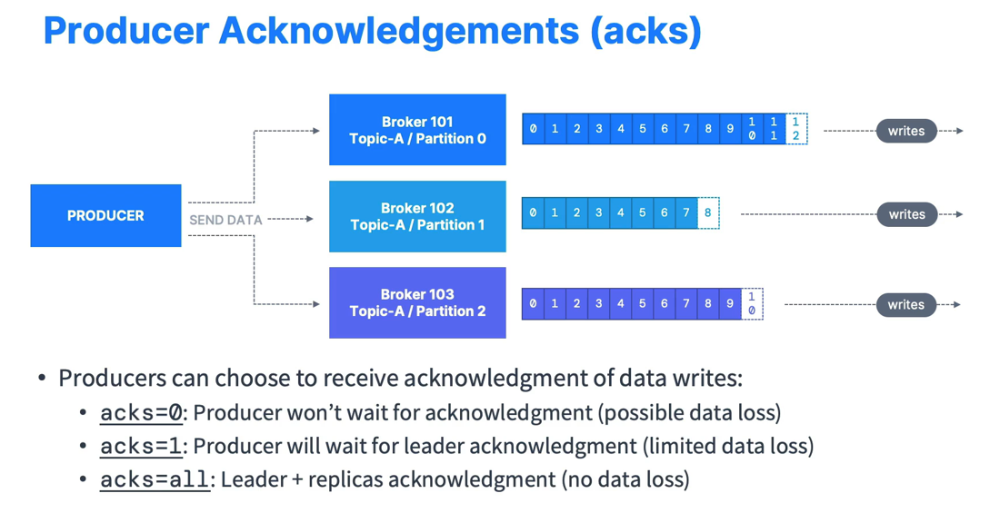 Producer Acknowledgements (acks)
PRODUCER
SEND DATA
Broker 101
Topic-A / Partition 0
0 1 2 3 4 5 6 7 8 9 10 11 12
writes
Broker 102
Topic-A / Partition 1
0 1 2 3 4 5 6 7 8
writes
Broker 103
Topic-A / Partition 2
0 1 2 3 4 5 6 7 8 9 10
writes
• Producers can choose to receive acknowledgment of data writes:
• acks=0: Producer won’t wait for acknowledgment (possible data loss)
• acks=1: Producer will wait for leader acknowledgment (limited data loss)
• acks=all: Leader + replicas acknowledgment (no data loss)